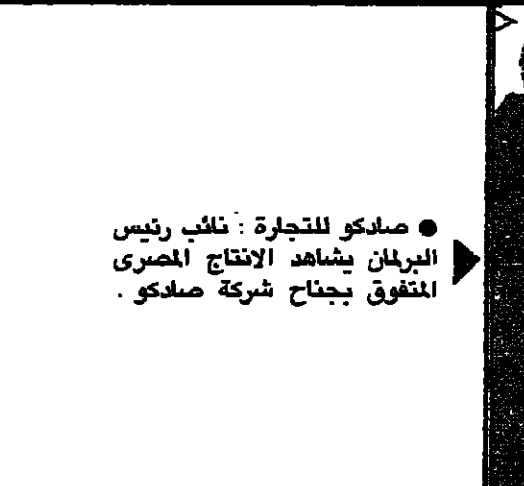 ● صادكو للتجارة : نائب رئيس
البرلمان يشاهد الانتاج المصرى
المتفوق بجناح شركة صادكو .